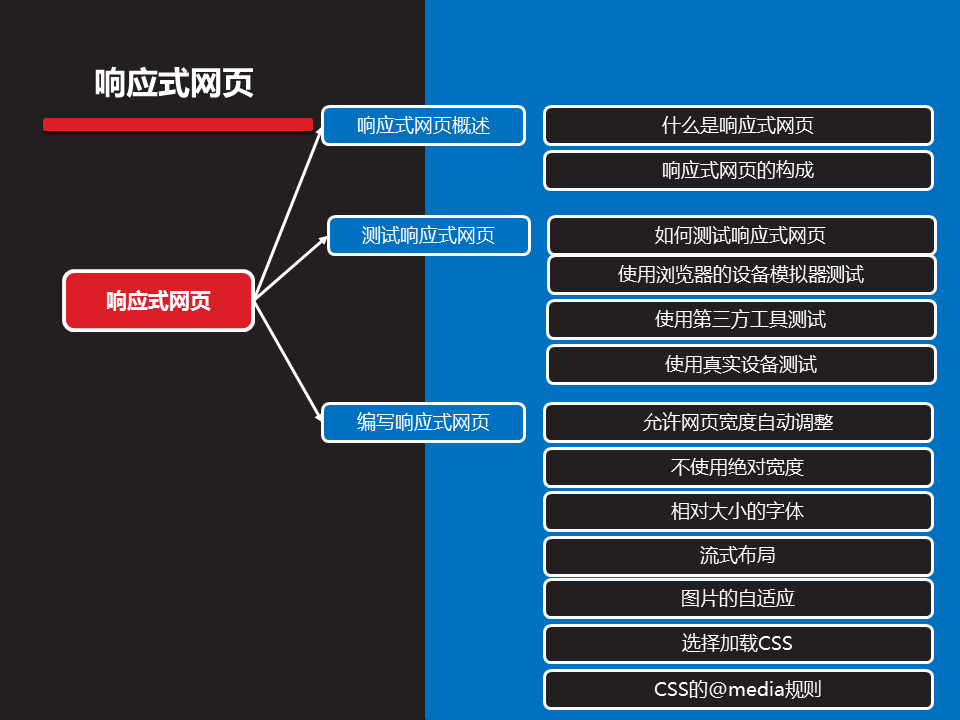 响应式网页
响应式网页
响应式网页概述
什么是响应式网页
响应式网页的构成
测试响应式网页
如何测试响应式网页
使用浏览器的设备模拟器测试
使用第三方工具测试
使用真实设备测试
编写响应式网页
允许网页宽度自动调整
不使用绝对宽度
相对大小的字体
流式布局
图片的自适应
选择加载CSS
CSS的@media规则